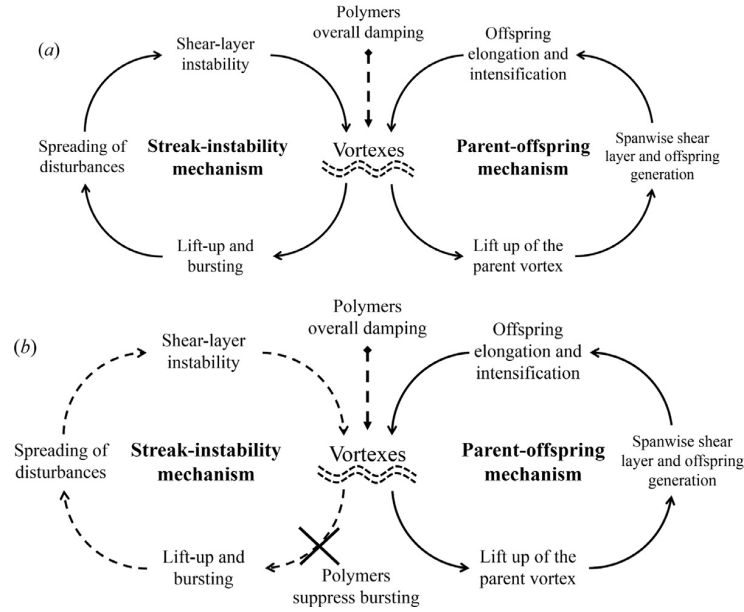 (a)
Polymers
overall damping
Shear-layer
instability
Offspring
elongation and
intensification
Spreading of
disturbances
Streak-instability
mechanism
Vortexes
Parent-offspring
mechanism
Spanwise shear
layer and offspring
generation
Lift-up and
bursting
Lift up of the
parent vortex
(b)
Polymers
overall damping
Shear-layer
instability
Offspring
elongation and
intensification
Spreading of
disturbances
Streak-instability
mechanism
Vortexes
Parent-offspring
mechanism
Spanwise shear
layer and offspring
generation
Lift-up and
bursting
Polymers
suppress bursting
Lift up of the
parent vortex